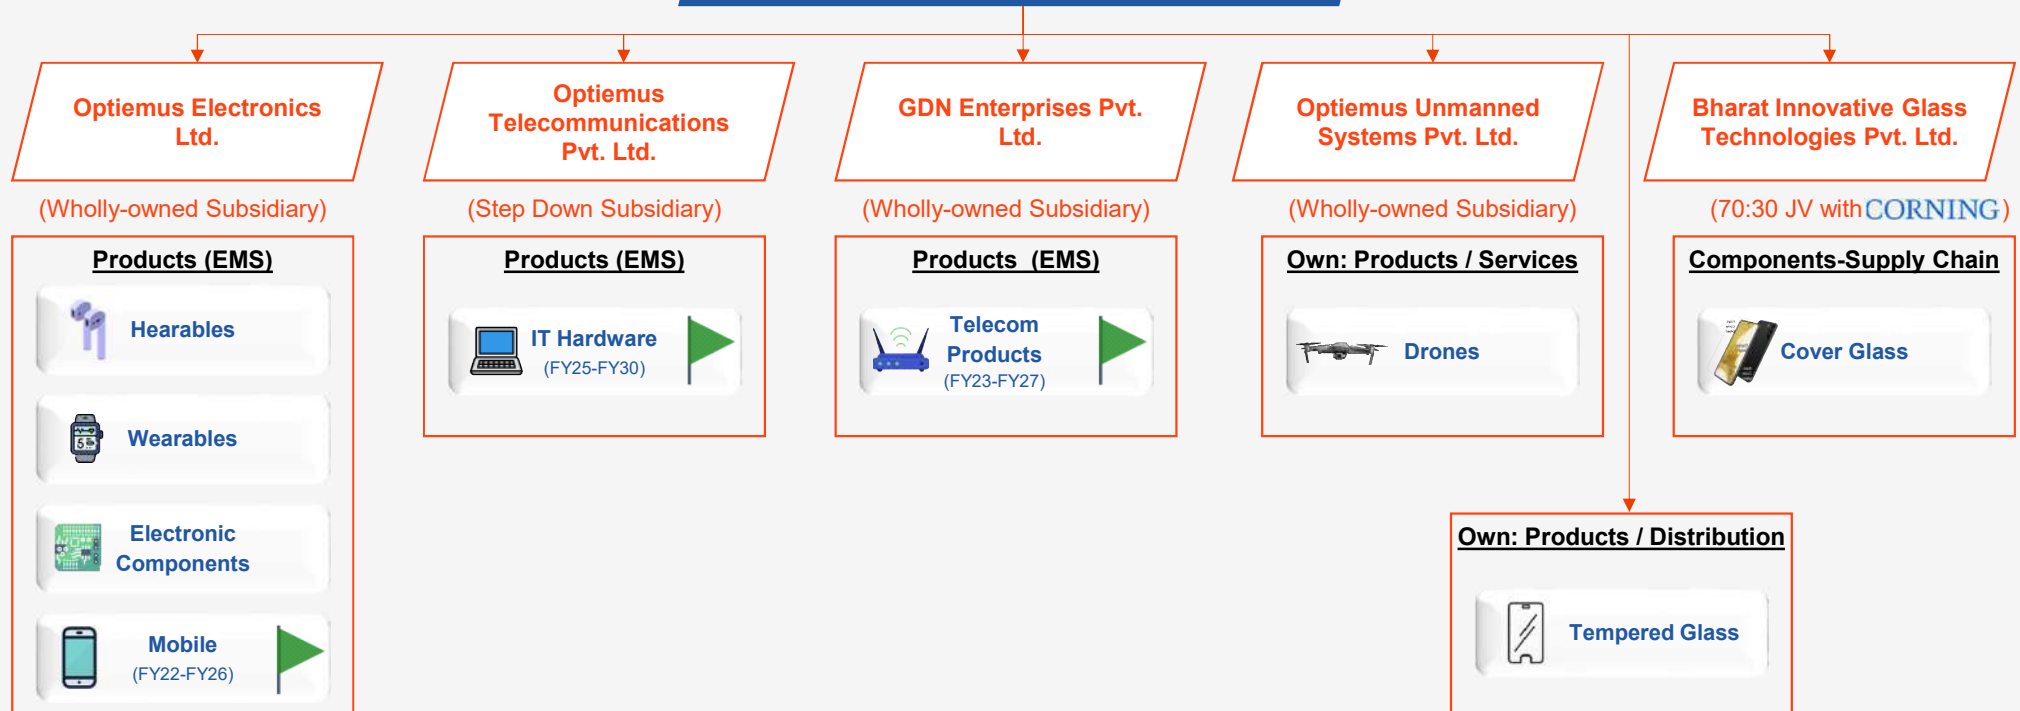 Optiemus Electronics
Ltd.
(Wholly-owned Subsidiary)
Products (EMS)
Hearables
Wearables
Electronic
Components
Mobile
(FY22-FY26)
Optiemus
Telecommunications
Pvt. Ltd.
(Step Down Subsidiary)
Products (EMS)
IT Hardware
(FY25-FY30)
GDN Enterprises Pvt.
Ltd.
(Wholly-owned Subsidiary)
Products (EMS)
Telecom
Products
(FY23-FY27)
Optiemus Unmanned
Systems Pvt. Ltd.
(Wholly-owned Subsidiary)
Own: Products / Services
Drones
Own: Products / Distribution
Tempered Glass
Bharat Innovative Glass
Technologies Pvt. Ltd.
(70:30 JV with CORNING)
Components-Supply Chain
Cover Glass